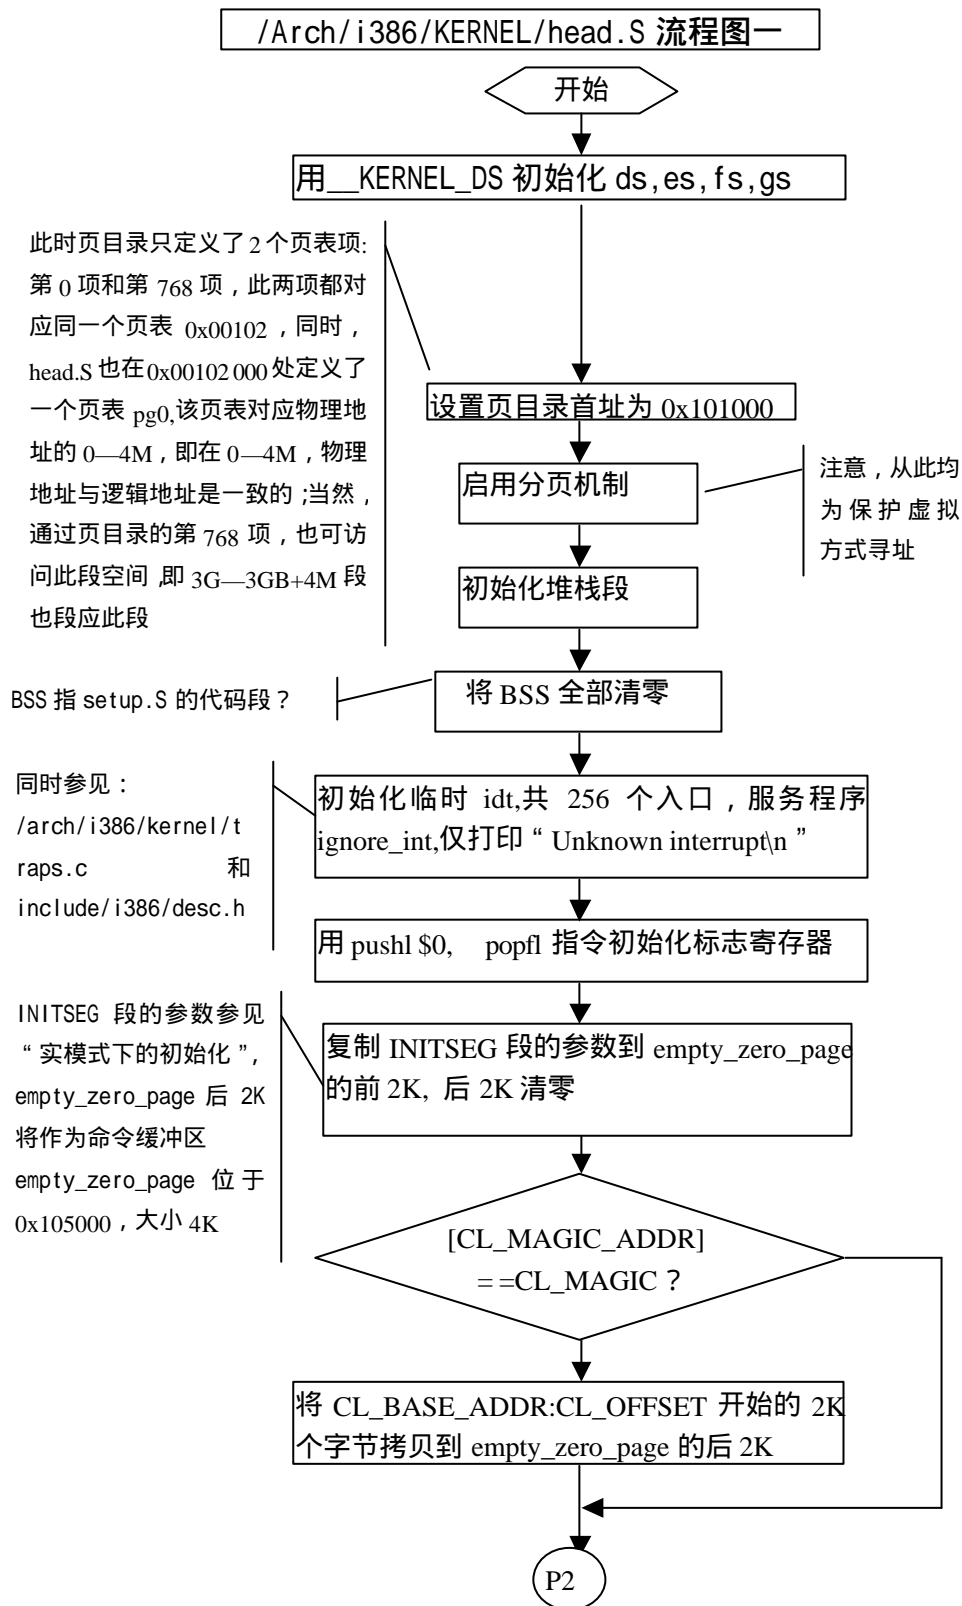 /Arch/i386/KERNEL/head.S 流程图一
开始
用__KERNEL_DS 初始化 ds,es,fs,gs
此时页目录只定义了 2 个页表项:
第 0 项和第 768 项，此两项都对
应同一个页表 0x00102，同时，
head.S 也在 0x00102 000 处定义了
一个页表 pg0,该页表对应物理地
址的 0—4M，即在 0—4M，物理
地址与逻辑地址是一致的;当然，
通过页目录的第 768 项，也可访
问此段空间,即 3G—3GB+4M 段
也段应此段
设置页目录首址为 0x101000
启用分页机制
注意，从此均
为保护虚拟
方式寻址
初始化堆栈段
BSS 指 setup.S 的代码段？
将 BSS 全部清零
同时参见：
/arch/i386/kernel/t
raps.c 和
include/i386/desc.h
初始化临时 idt,共 256 个入口，服务程序
ignore_int,仅打印“Unknown interrupt\n”
用 pushl $0, popfl 指令初始化标志寄存器
INITSEG 段的参数参见
“实模式下的初始化”,
empty_zero_page 后 2K
将作为命令缓冲区
empty_zero_page 位于
0x105000，大小 4K
复制 INITSEG 段的参数到 empty_zero_page
的前 2K, 后 2K 清零
[CL_MAGIC_ADDR]
= =CL_MAGIC？
将 CL_BASE_ADDR:CL_OFFSET 开始的 2K
个字节拷贝到 empty_zero_page 的后 2K
P2